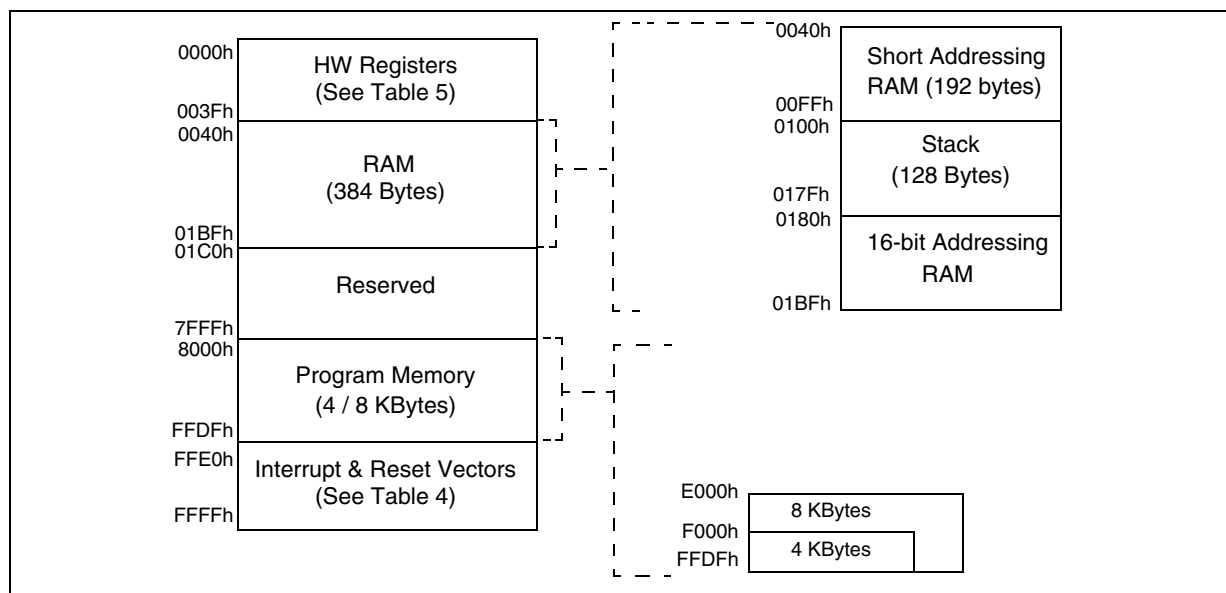 0000h
HW Registers
(See Table 5)
003Fh
0040h
RAM
(384 Bytes)
01BFh
01C0h
Reserved
7FFFh
8000h
Program Memory
(4 / 8 KBytes)
FFDFh
FFE0h
Interrupt & Reset Vectors
(See Table 4)
FFFFh
0040h
Short Addressing
RAM (192 bytes)
00FFh
0100h
Stack
(128 Bytes)
017Fh
0180h
16-bit Addressing
RAM
01BFh
E000h
8 KBytes
F000h
4 KBytes
FFDFh